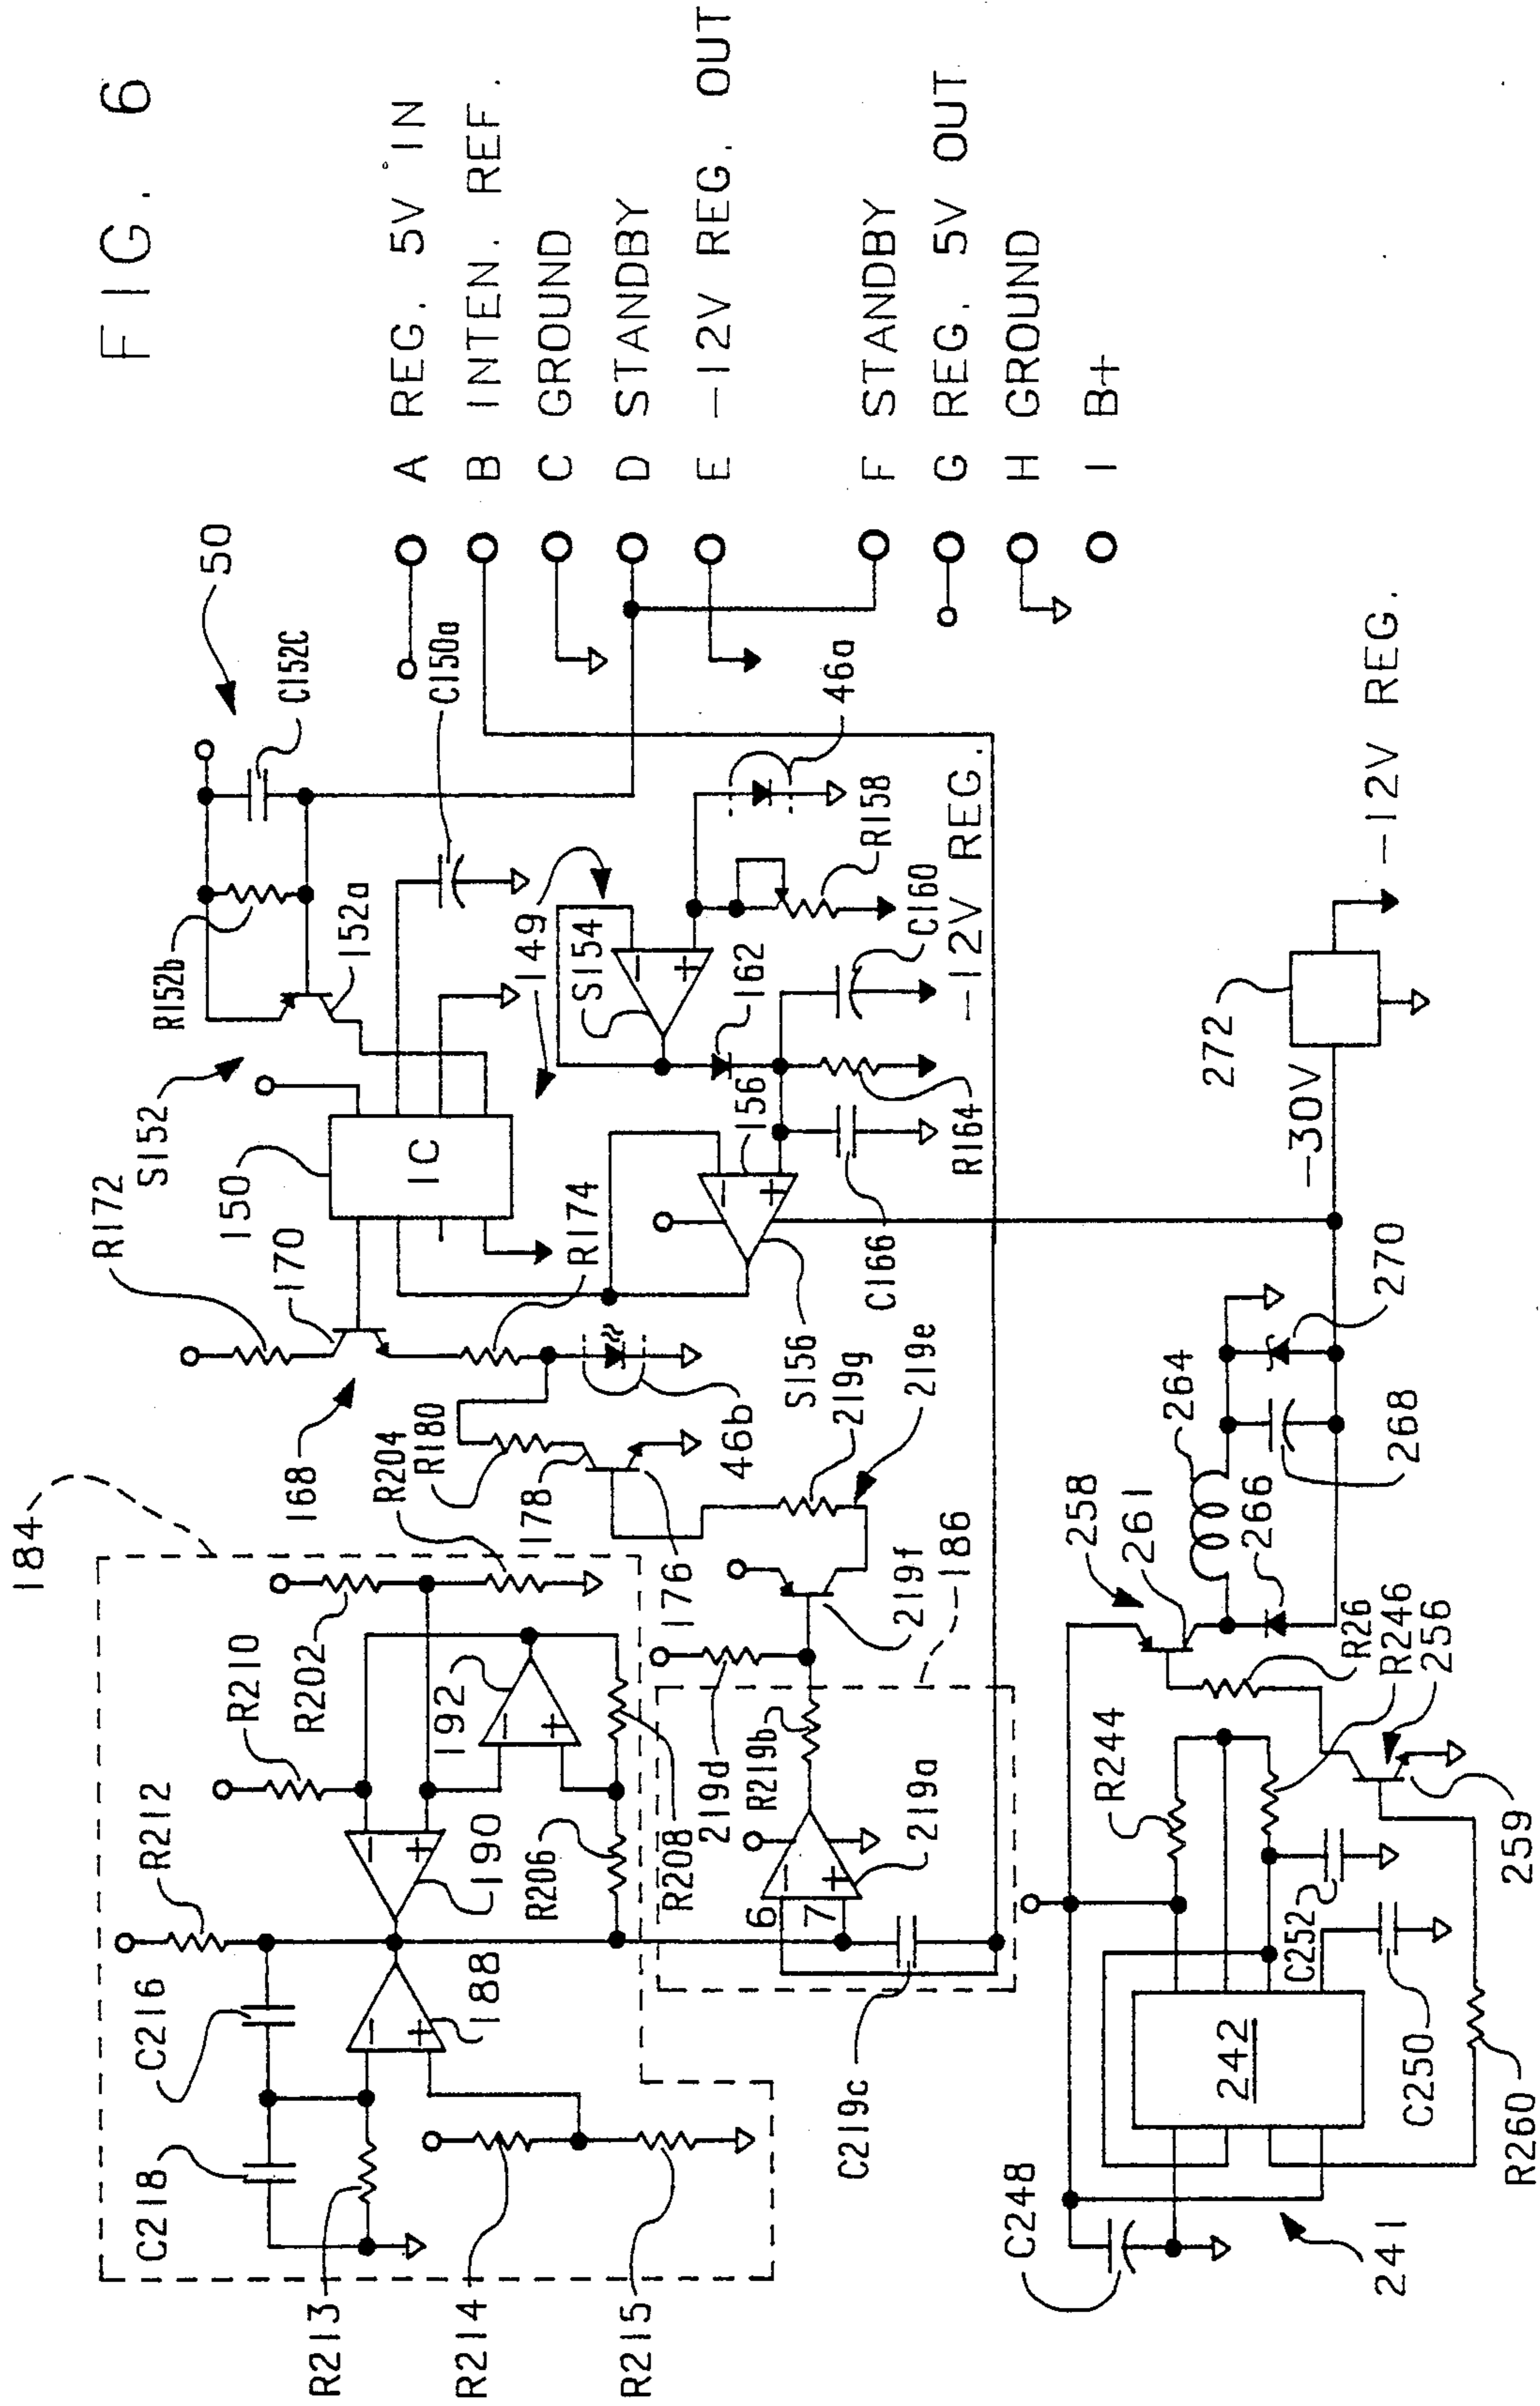 FIG. 6
50
A REG. 5V IN
B INTEN. REF.
C GROUND
D STANDBY
E -12V REG. OUT
F STANDBY
G REG. 5V OUT
H GROUND
I B+
C152C
R152b
152a
C150a
S152
150
IC
149
S154
46a
R158
162
C160
-12V REG.
156
R164
C166
S156
R172
170
R174
168
R180
178
46b
176
184
R204
R202
R210
R212
192
190
R206
R208
188
C216
C218
R213
R214
R215
219g
219e
219f
186
219d
R219b
219a
6
7
C219c
-
+
-
+
-
+
-
+
-
+
-
+
272
-30V
-12V REG.
270
268
264
258
261
266
R26
R246
256
R244
259
C252
C250
R260
242
C248
241